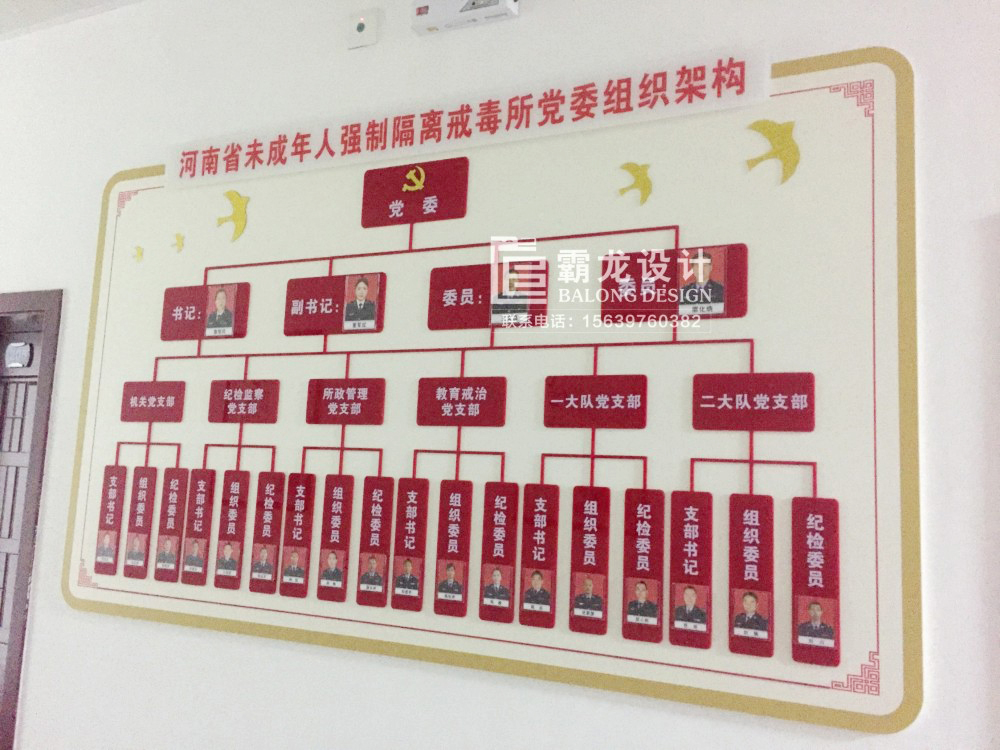 河南省未成年人强制隔离戒毒所党委组织架构
党 委
书记：
副书记：
委员：
委员：
霸龙设计
BALONG DESIGN
联系电话：15639760382
机关党支部
纪检监察
党支部
所政管理
党支部
教育戒治
党支部
一大队党支部
二大队党支部
支部书记
组织委员
纪检委员
支部书记
组织委员
纪检委员
支部书记
组织委员
纪检委员
支部书记
组织委员
纪检委员
支部书记
组织委员
纪检委员
支部书记
组织委员
纪检委员